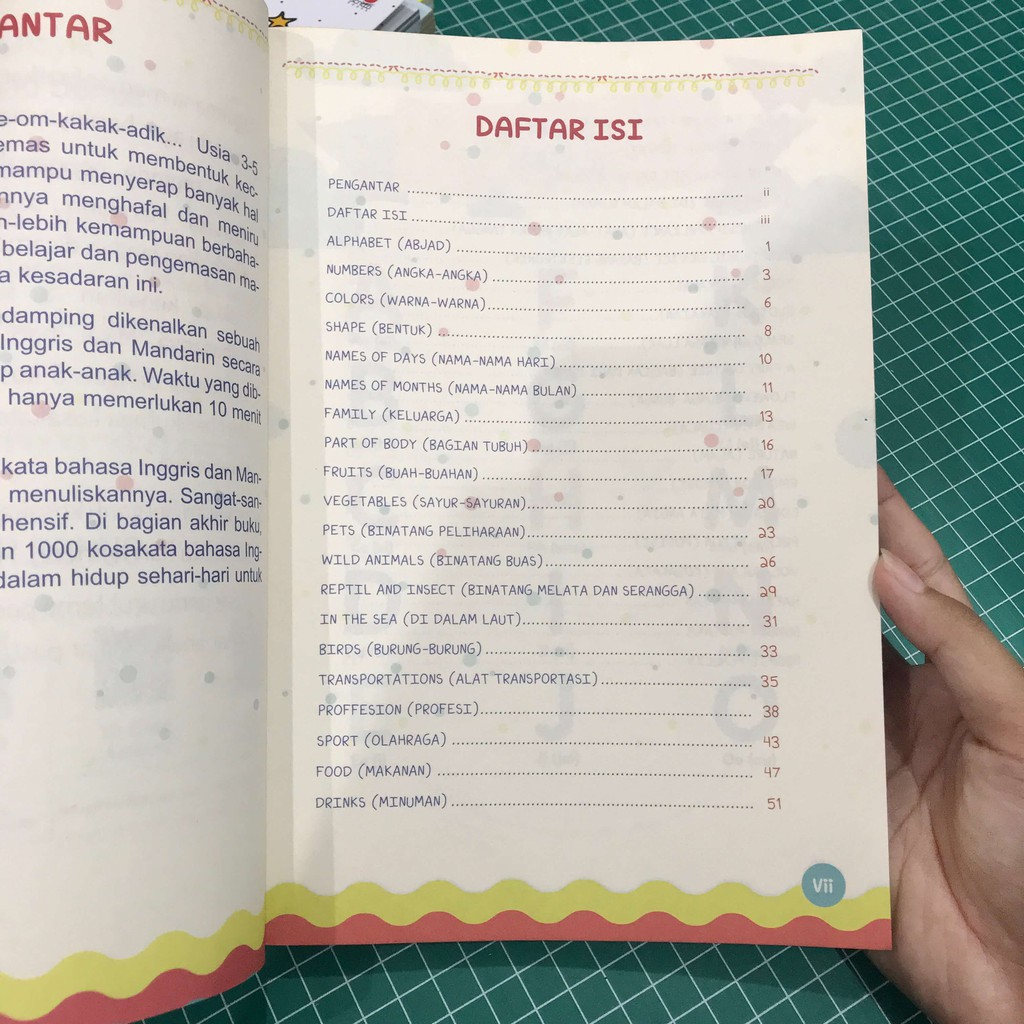 ANTAR
e-om-kakak-adik... Usia 3-5
emas untuk membentuk kec-
mampu menyerap banyak hal
nnya menghafal dan meniru
n-lebih kemampuan berbaha-
belajar dan pengemasan ma-
a kesadaran ini.
damping dikenalkan sebuah
Inggris dan Mandarin secara
p anak-anak. Waktu yang dib-
hanya memerlukan 10 menit
kata bahasa Inggris dan Man-
menuliskannya. Sangat-san-
hensif. Di bagian akhir buku,
n 1000 kosakata bahasa Ing-
dalam hidup sehari-hari untuk
DAFTAR ISI
PENGANTAR ........ ii
DAFTAR ISI ........ iii
ALPHABET (ABJAD) ........ 1
NUMBERS (ANGKA-ANGKA) ........ 3
COLORS (WARNA-WARNA) ........ 6
SHAPE (BENTUK) ........ 8
NAMES OF DAYS (NAMA-NAMA HARI) ........ 10
NAMES OF MONTHS (NAMA-NAMA BULAN) ........ 11
FAMILY (KELUARGA) ........ 13
PART OF BODY (BAGIAN TUBUH) ........ 16
FRUITS (BUAH-BUAHAN) ........ 17
VEGETABLES (SAYUR-SAYURAN) ........ 20
PETS (BINATANG PELIHARAAN) ........ 23
WILD ANIMALS (BINATANG BUAS) ........ 26
REPTIL AND INSECT (BINATANG MELATA DAN SERANGGA) ........ 29
IN THE SEA (DI DALAM LAUT) ........ 31
BIRDS (BURUNG-BURUNG) ........ 33
TRANSPORTATIONS (ALAT TRANSPORTASI) ........ 35
PROFFESION (PROFESI) ........ 38
SPORT (OLAHRAGA) ........ 43
FOOD (MAKANAN) ........ 47
DRINKS (MINUMAN) ........ 51
Vii